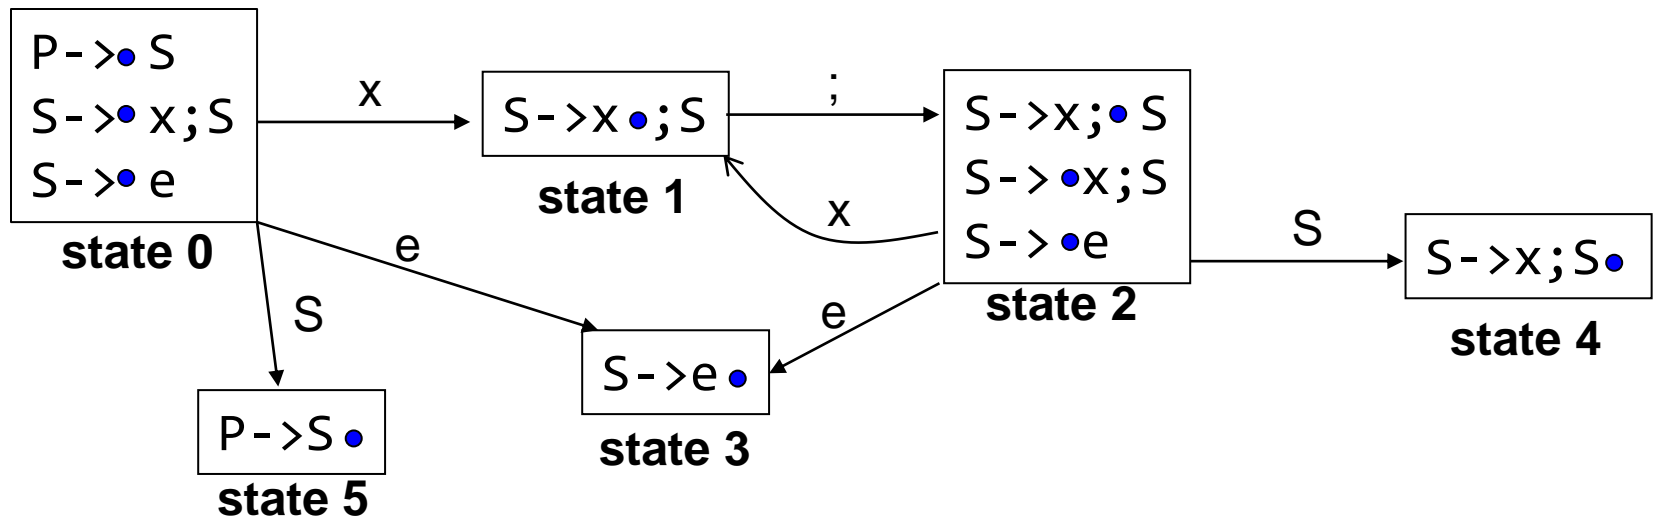 P->• S
S->• x;S
S->• e
state 0
x
S->x•;S
state 1
;
S->x;• S
S-> •x;S
S-> •e
state 2
x
S
S->x;S•
state 4
e
S
e
S->e•
state 3
P->S•
state 5